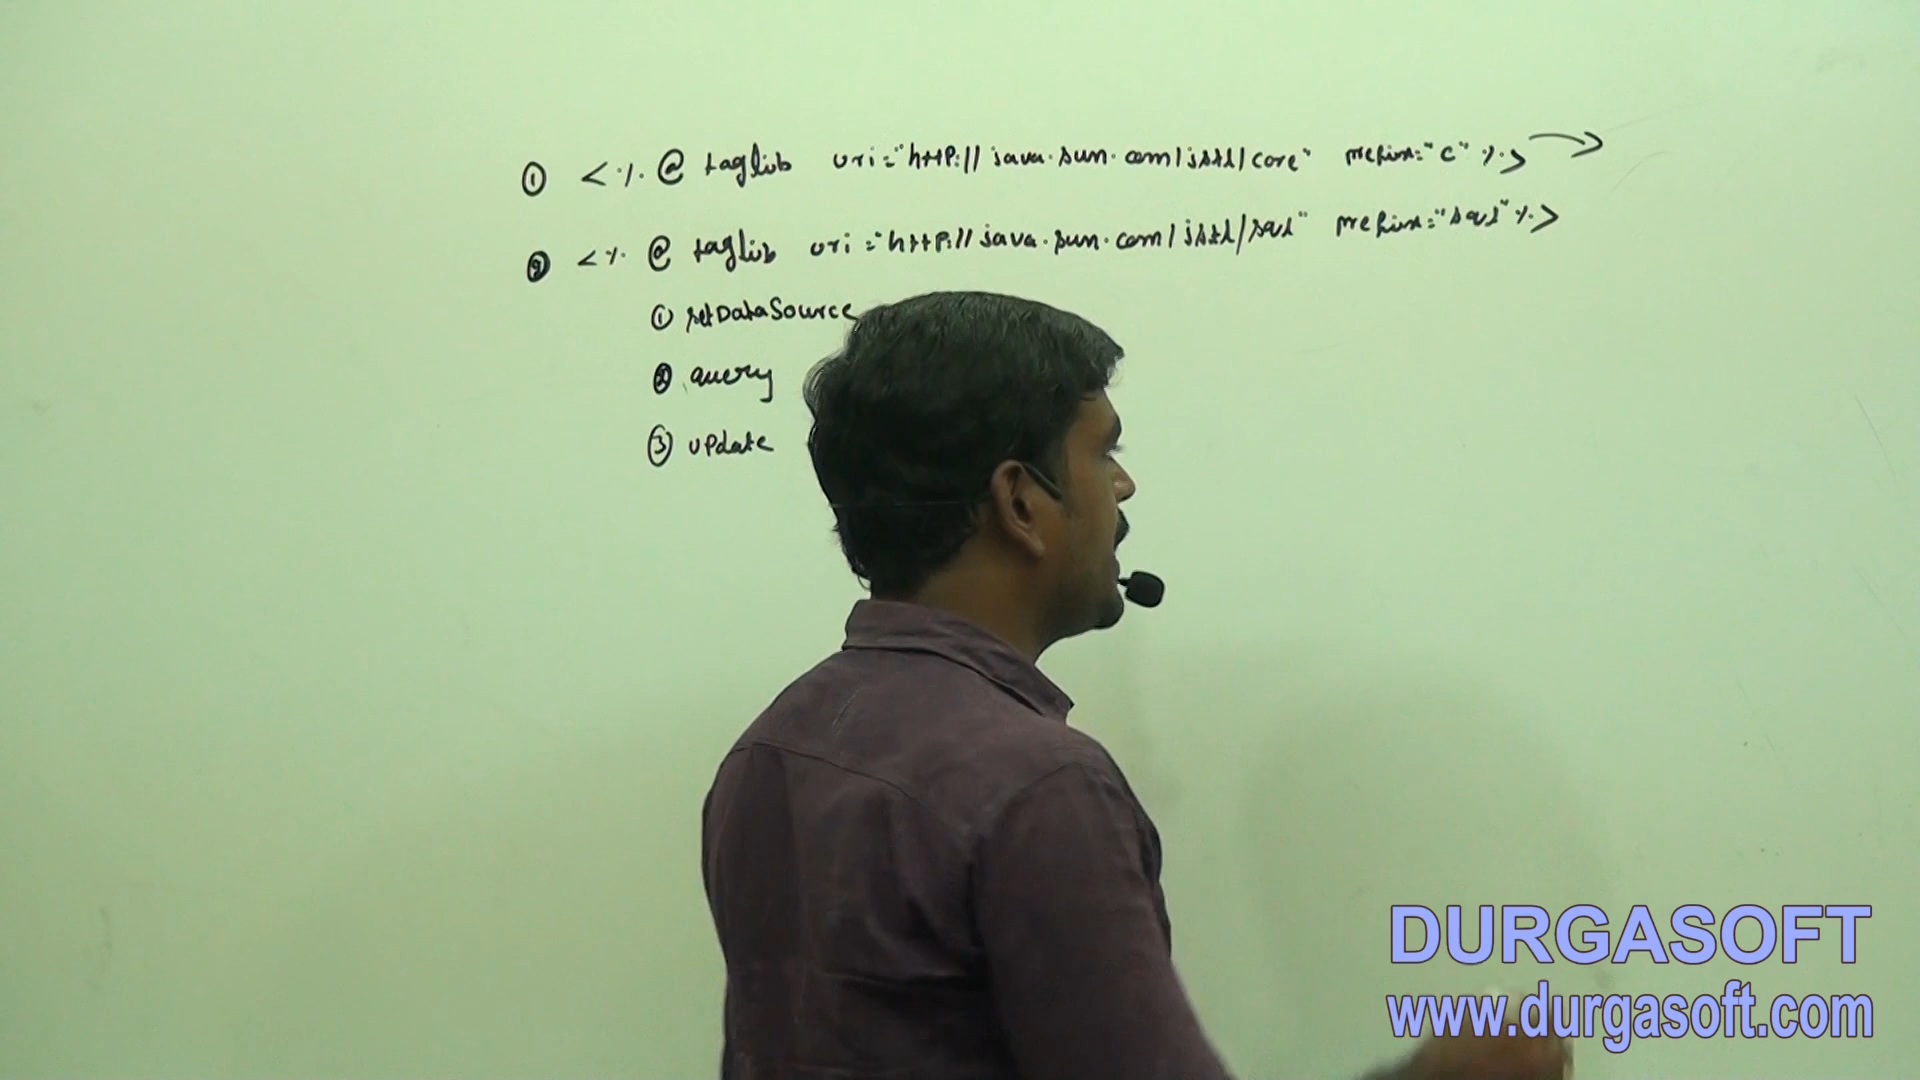 ① <%@ taglib uri="http://java.sun.com/jstl/core" prefix="c" %>
② <%@ taglib uri="http://java.sun.com/jstl/sql" prefix="sql" %>
① setDataSource
② query
③ update
DURGASOFT
www.durgasoft.com